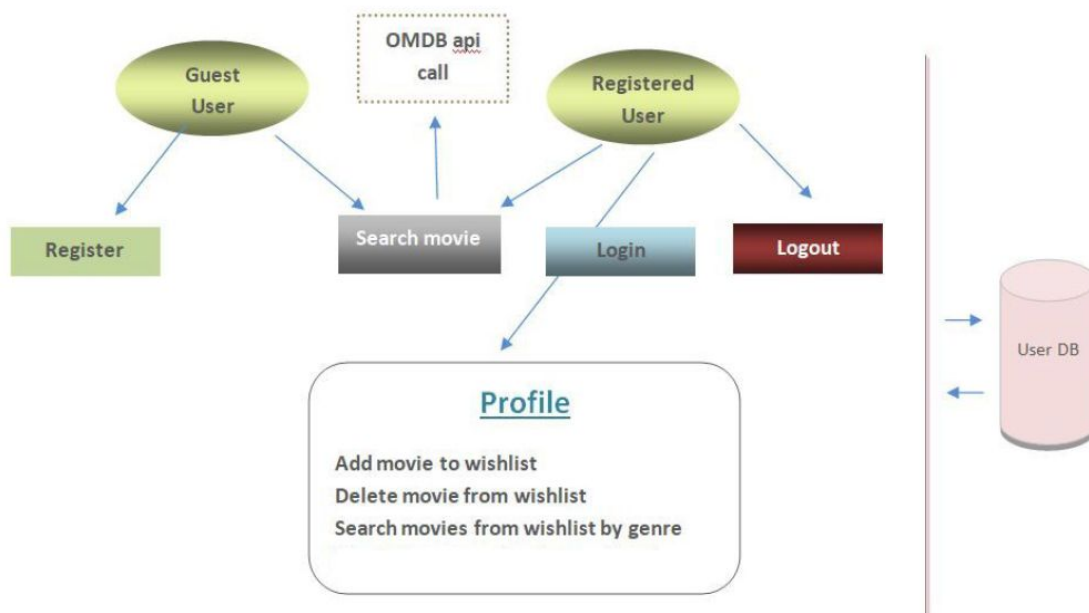 OMDB api
call
Guest
User
Registered
User
Register
Search movie
Login
Logout
User DB
Profile
Add movie to wishlist
Delete movie from wishlist
Search movies from wishlist by genre